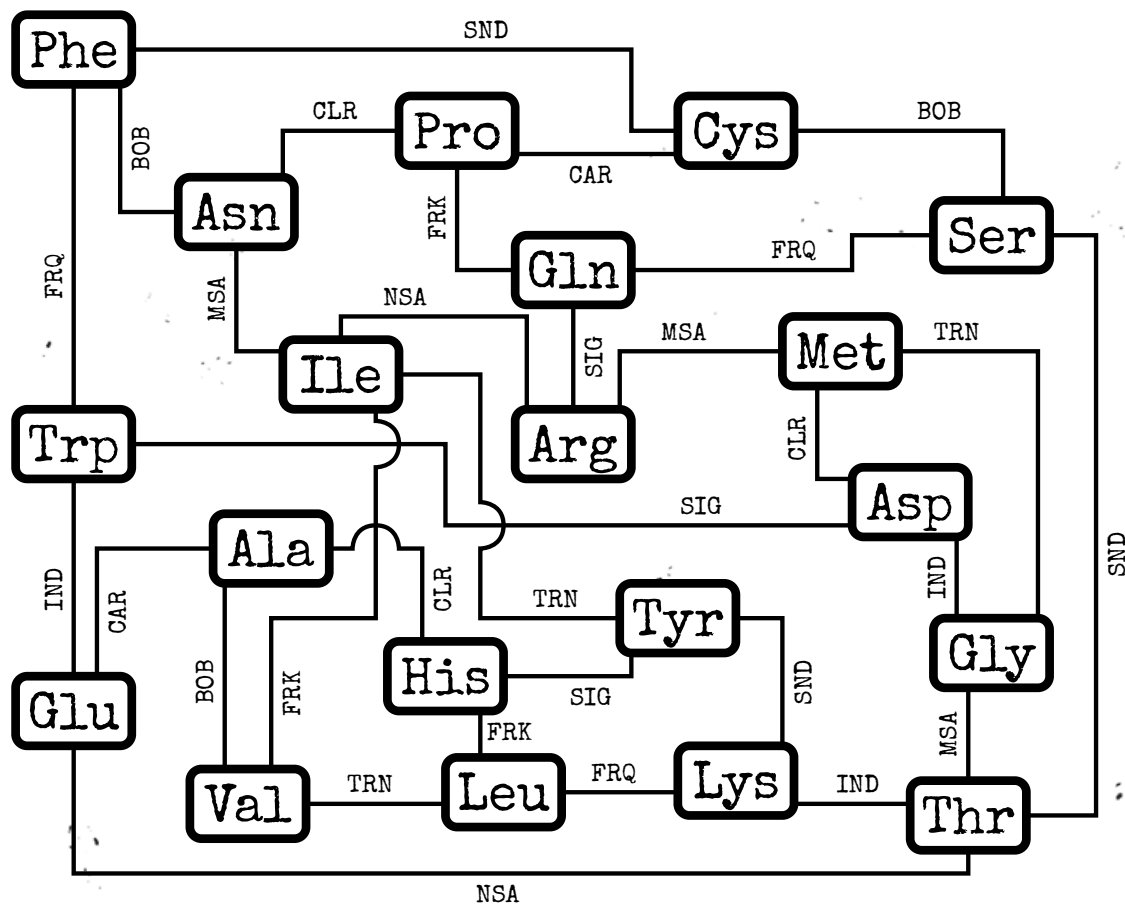 SND
Phe
CLR
Pro
Cys
BOB
BOB
CAR
Asn
FRK
Ser
Gln
FRQ
FRQ
MSA
NSA
SIG
MSA
Met
TRN
Ile
Trp
Arg
CLR
SIG
Asp
Ala
SND
IND
CAR
CLR
TRN
Tyr
IND
Gly
BOB
FRK
His
SIG
SND
Glu
FRK
MSA
Val
TRN
Leu
FRQ
Lys
IND
Thr
NSA